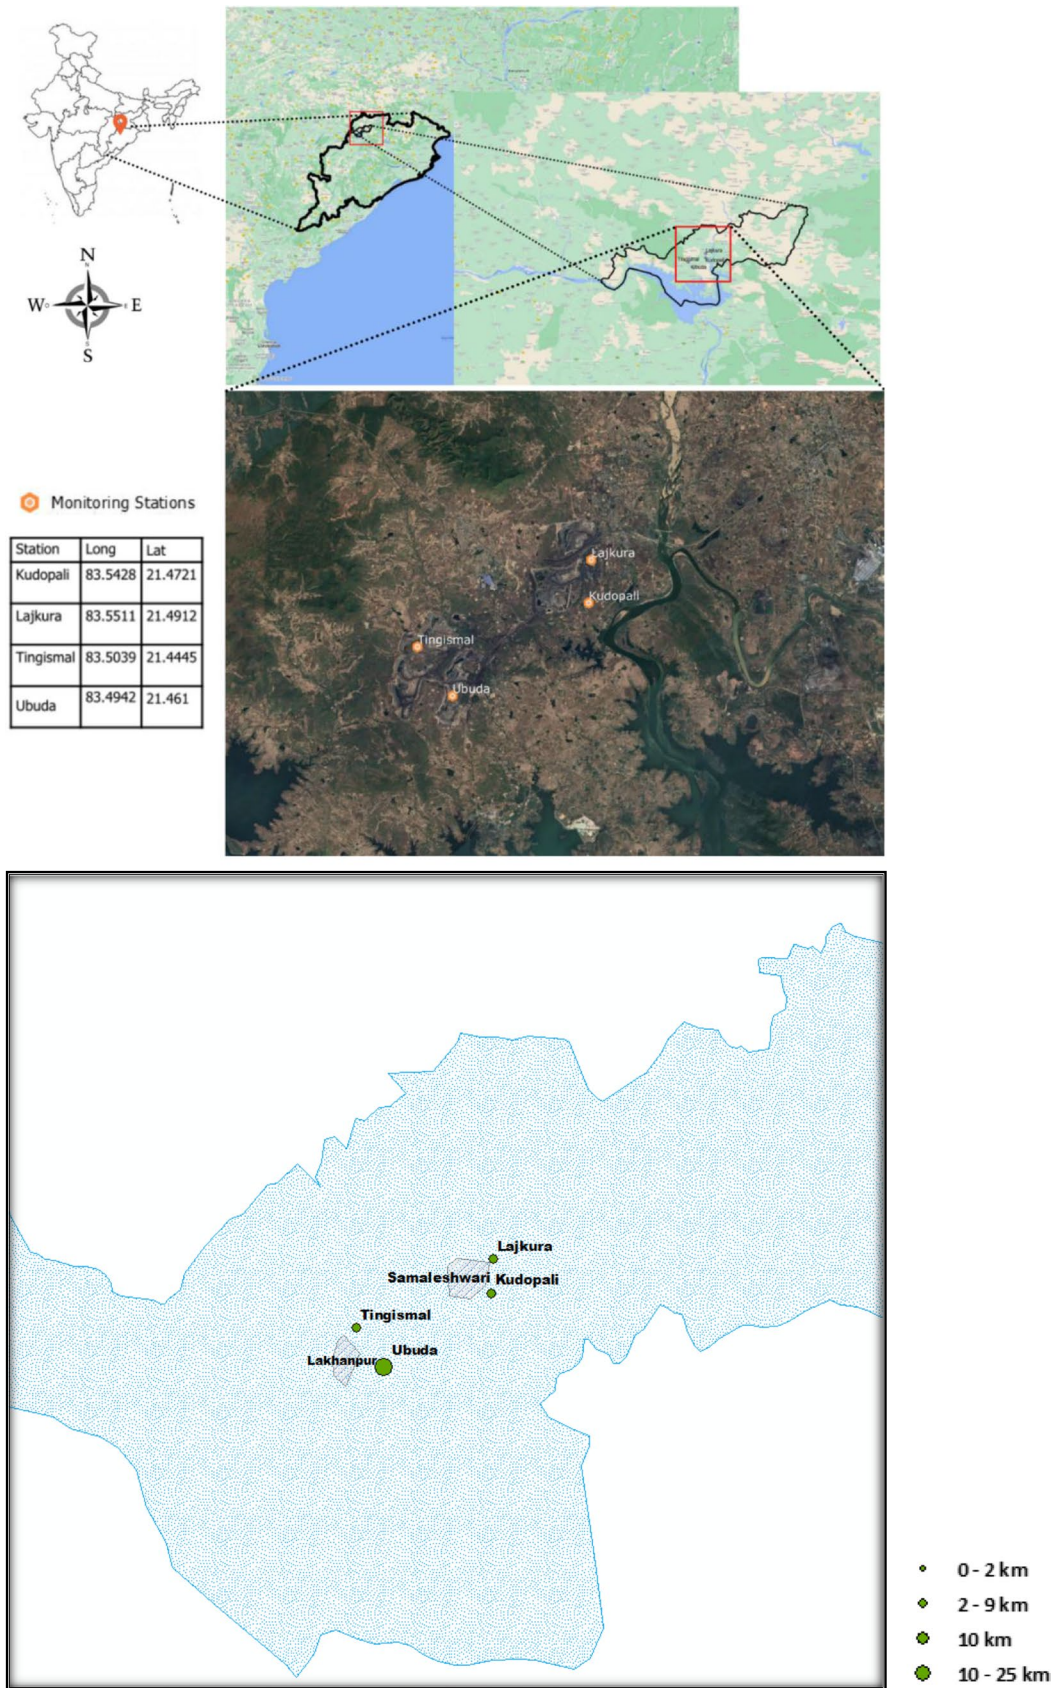 N
W
E
S
Monitoring Stations
Station Long Lat
Kudopali 83.5428 21.4721
Lajkura 83.5511 21.4912
Tingismal 83.5039 21.4445
Ubuda 83.4942 21.461
Lajkura
Kudopali
Tingismal
Ubuda
Lajkura
Samaleshwari Kudopali
Tingismal
Ubuda
Lakhanpur
0 - 2 km
2 - 9 km
10 km
10 - 25 km